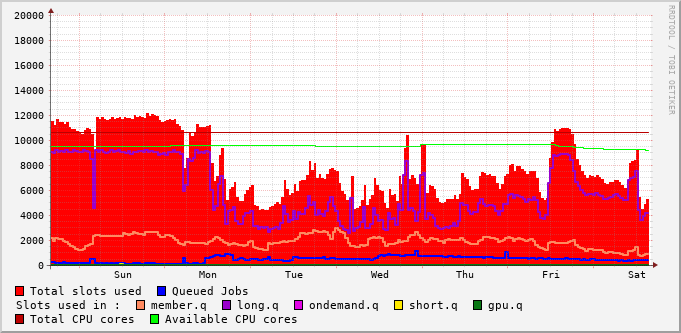 RRDTOOL / TOBI OETIKER
20000
18000
16000
14000
12000
10000
8000
6000
4000
2000
0
Sun Mon Tue Wed Thu Fri Sat
Total slots used Queued Jobs
Slots used in : member.q long.q ondemand.q short.q gpu.q
Total CPU cores Available CPU cores